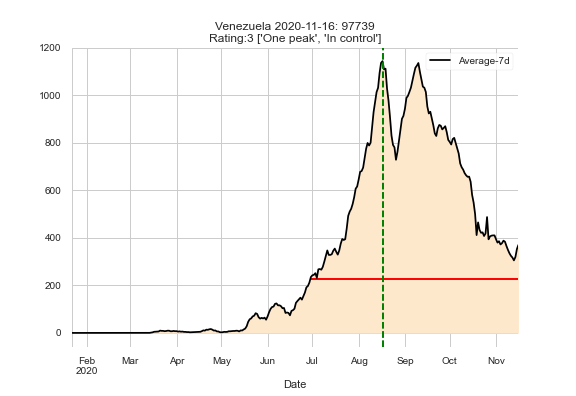 Venezuela 2020-11-16: 97739
Rating:3 ['One peak', 'In control']
Average-7d
1200
1000
800
600
400
200
0
Feb Mar Apr May Jun Jul Aug Sep Oct Nov
2020
Date